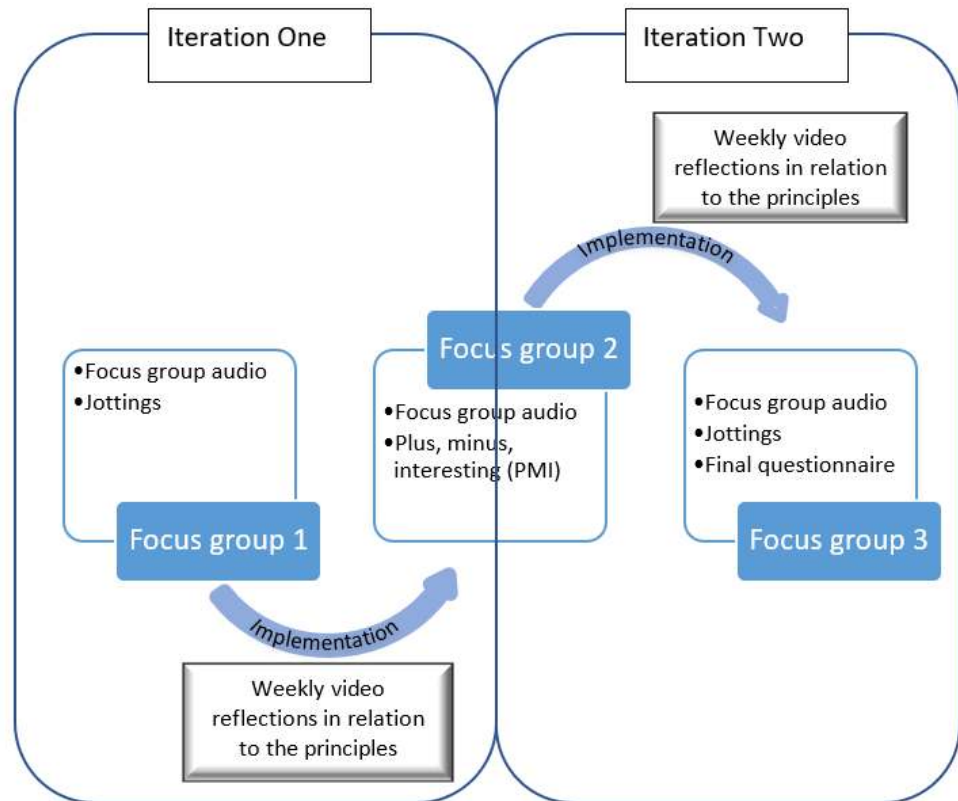 Iteration One
Iteration Two
Weekly video
reflections in relation
to the principles
Implementation
Focus group 2
•Focus group audio
•Jottings
•Focus group audio
•Plus, minus,
interesting (PMI)
•Focus group audio
•Jottings
•Final questionnaire
Focus group 1
Focus group 3
Implementation
Weekly video
reflections in relation
to the principles